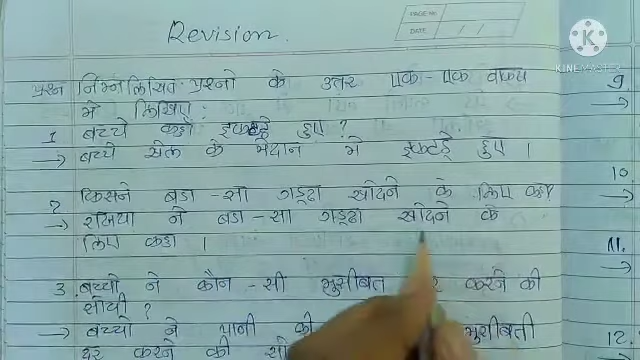 PAGE NO.
DATE / /
KINEMASTER
Revision.
प्रश्न निम्नलिखित प्रश्नो के उतर एक-एक वाक्य 9.
मे लिखिए:
1 बच्चे कहाँ इकट्ठे हुए ?
→ बच्चे खेल के मैदान मे इकट्ठे हुए ।
10.
2 किसने बडा-सा गड्ढा खोदने के लिए कहा?
→ रजिया ने बडा-सा गड्ढा खोदने के
लिए कहा ।
11.
3. बच्चो ने कौन-सी मुसीबत करने की
सोची ?
→ बच्चो ने पानी की मुसीबती
दूर करने की 12.